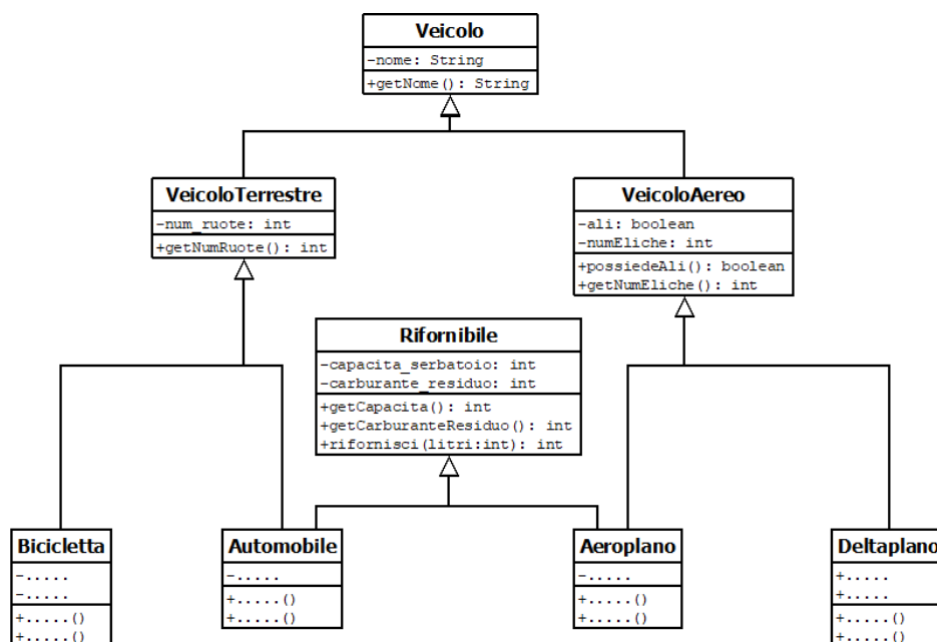 Veicolo
-nome: String
+getNome(): String
VeicoloTerrestre
-num_ruote: int
+getNumRuote(): int
VeicoloAereo
-ali: boolean
-numEliche: int
+possiedeAli(): boolean
+getNumEliche(): int
Rifornibile
-capacita_serbatoio: int
-carburante_residuo: int
+getCapacita(): int
+getCarburanteResiduo(): int
+rifornisci(litri:int): int
Bicicletta
-.....
-.....
+.....()
+.....()
Automobile
-.....
+.....()
+.....()
Aeroplano
-.....
+.....()
+.....()
Deltaplano
+.....
+.....
+.....()
+.....()